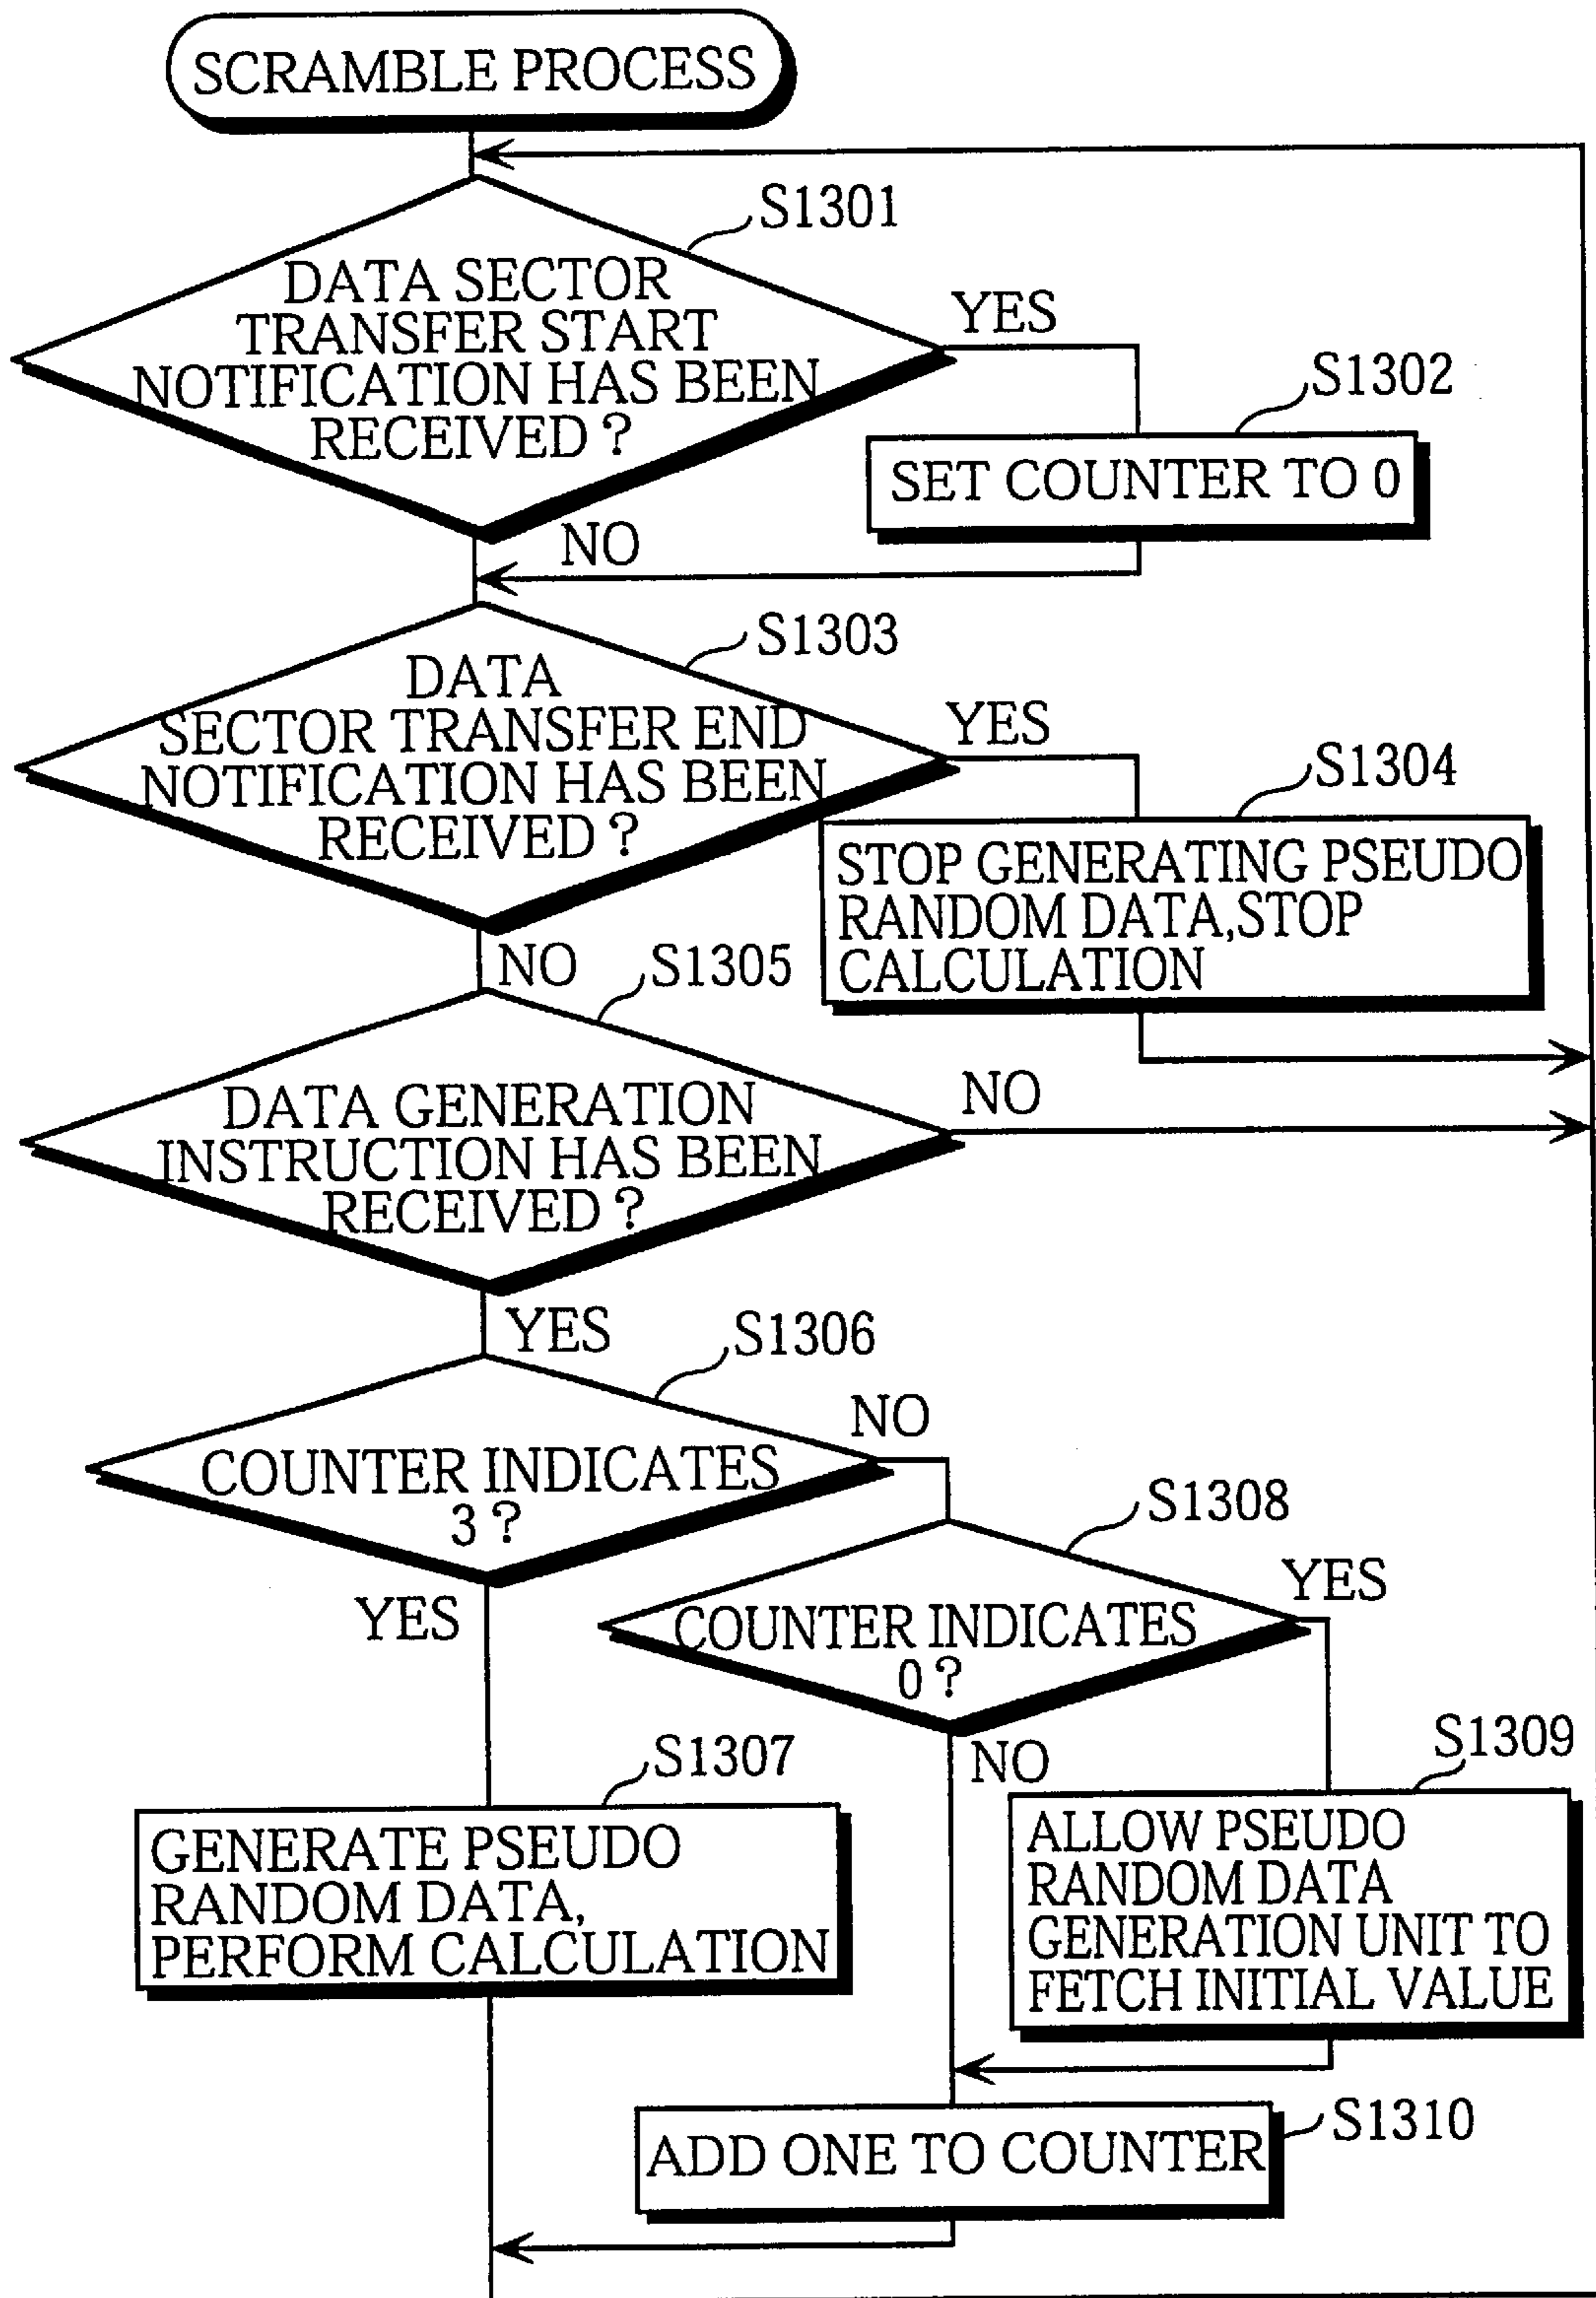 SCRAMBLE PROCESS
S1301
DATA SECTOR
TRANSFER START
NOTIFICATION HAS BEEN
RECEIVED ?
YES
S1302
SET COUNTER TO 0
NO
S1303
DATA
SECTOR TRANSFER END
NOTIFICATION HAS BEEN
RECEIVED ?
YES
S1304
STOP GENERATING PSEUDO
RANDOM DATA,STOP
CALCULATION
NO
S1305
DATA GENERATION
INSTRUCTION HAS BEEN
RECEIVED ?
NO
YES
S1306
COUNTER INDICATES
3 ?
NO
S1308
COUNTER INDICATES
0 ?
YES
YES
S1307
GENERATE PSEUDO
RANDOM DATA,
PERFORM CALCULATION
NO
S1309
ALLOW PSEUDO
RANDOM DATA
GENERATION UNIT TO
FETCH INITIAL VALUE
S1310
ADD ONE TO COUNTER